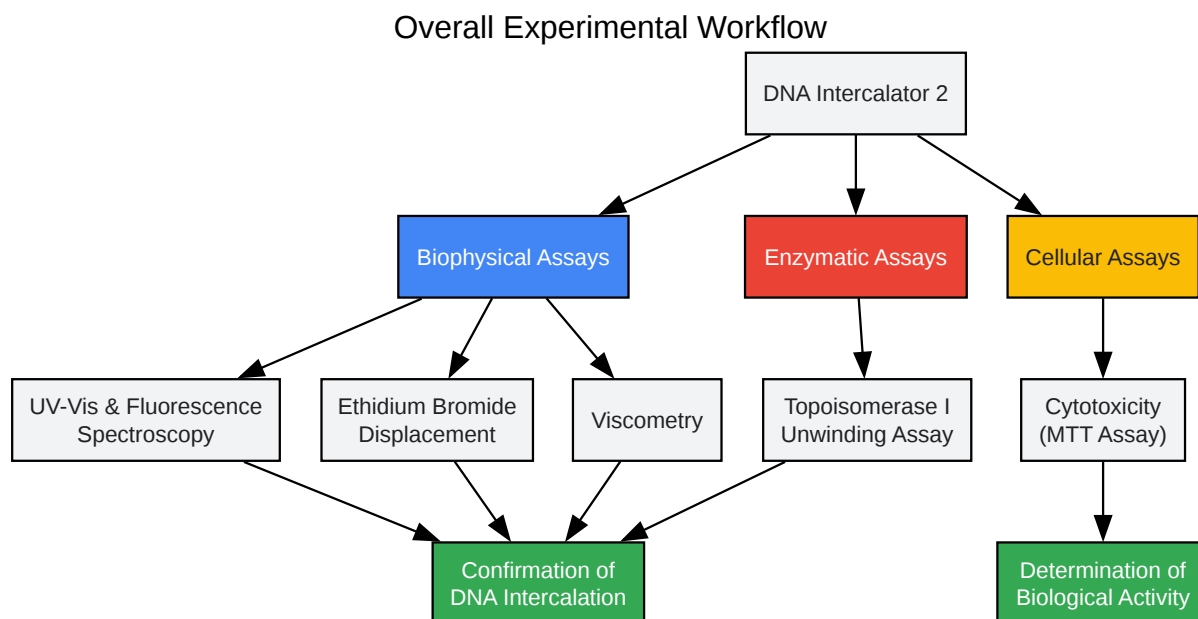 Overall Experimental Workflow
DNA Intercalator 2
Biophysical Assays
Enzymatic Assays
Cellular Assays
UV-Vis & Fluorescence
Spectroscopy
Ethidium Bromide
Displacement
Viscometry
Topoisomerase I
Unwinding Assay
Cytotoxicity
(MTT Assay)
Confirmation of
DNA Intercalation
Determination of
Biological Activity